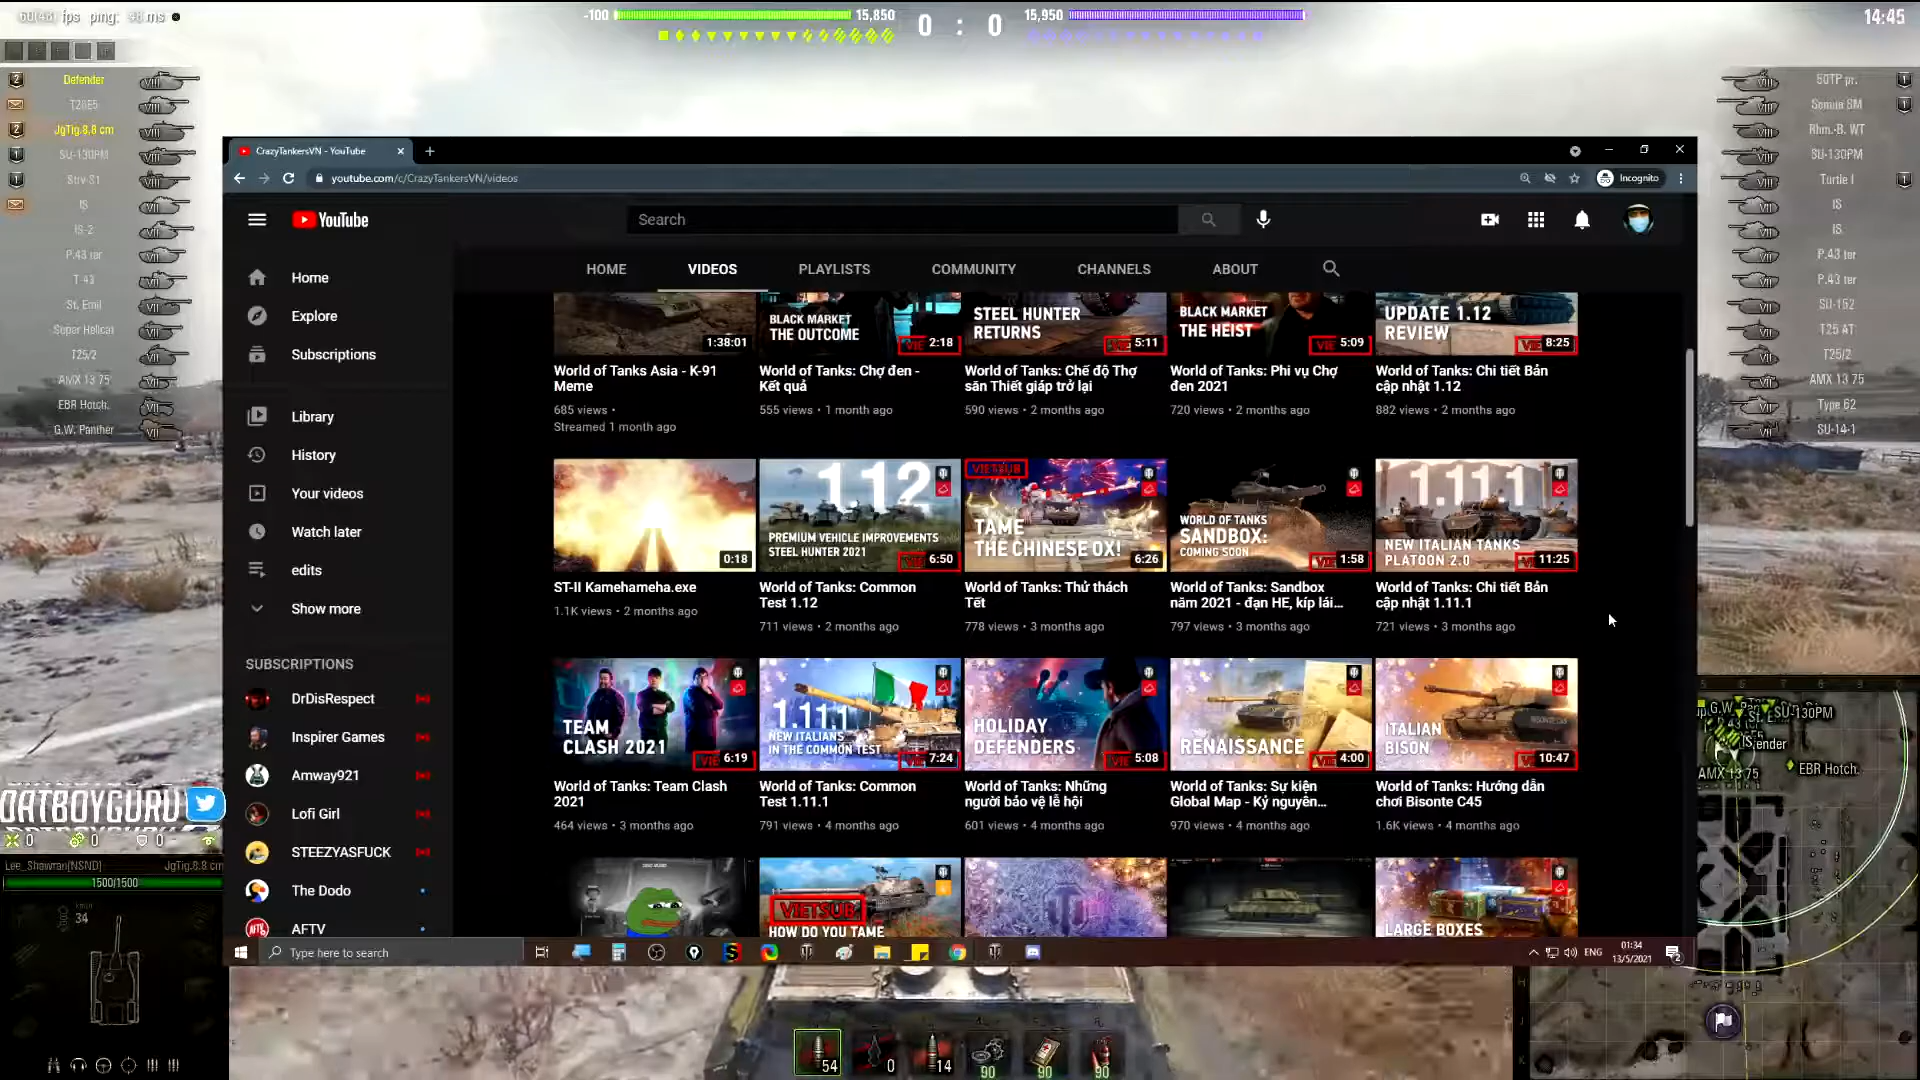 fps ping: ms
-100 15,850 0 : 0 15,950 14:45
Defender
T26E5
JgTig.8,8 cm
SU-130PM
Strv S1
IS
IS-2
P.43 ter
T-43
St. Emil
Super Hellcat
T25/2
AMX 13 75
EBR Hotch.
G.W. Panther
50TP pr.
Somua SM
Rhm.-B. WT
SU-130PM
Turtle I
IS
IS
P.43 ter
P.43 ter
SU-152
T25 AT
T25/2
AMX 13 75
Type 62
SU-14-1
CrazyTankersVN - YouTube
youtube.com/c/CrazyTankersVN/videos
Incognito
YouTube
Search
HOME VIDEOS PLAYLISTS COMMUNITY CHANNELS ABOUT
Home
Explore
Subscriptions
Library
History
Your videos
Watch later
edits
Show more
SUBSCRIPTIONS
DrDisRespect
Inspirer Games
Amway921
Lofi Girl
STEEZYASFUCK
The Dodo
AFTV
1:38:01
World of Tanks Asia - K-91
Meme
685 views •
Streamed 1 month ago
BLACK MARKET
THE OUTCOME
VIE 2:18
World of Tanks: Chợ đen -
Kết quả
555 views • 1 month ago
STEEL HUNTER
RETURNS
5:11
World of Tanks: Chế độ Thợ
săn Thiết giáp trở lại
590 views • 2 months ago
BLACK MARKET
THE HEIST
VIE 5:09
World of Tanks: Phi vụ Chợ
đen 2021
720 views • 2 months ago
UPDATE 1.12
REVIEW
VIE 8:25
World of Tanks: Chi tiết Bản
cập nhật 1.12
882 views • 2 months ago
0:18
ST-II Kamehameha.exe
1.1K views • 2 months ago
1.12
PREMIUM VEHICLE IMPROVEMENTS
STEEL HUNTER 2021
VIE 6:50
World of Tanks: Common
Test 1.12
711 views • 2 months ago
VIETSUB
TAME
THE CHINESE OX!
6:26
World of Tanks: Thử thách
Tết
778 views • 3 months ago
WORLD OF TANKS
SANDBOX:
COMING SOON
VIE 1:58
World of Tanks: Sandbox
năm 2021 - đạn HE, kíp lái...
797 views • 3 months ago
1.11.1
NEW ITALIAN TANKS
PLATOON 2.0
VIE 11:25
World of Tanks: Chi tiết Bản
cập nhật 1.11.1
721 views • 3 months ago
TEAM
CLASH 2021
VIE 6:19
World of Tanks: Team Clash
2021
464 views • 3 months ago
1.11.1
NEW ITALIANS
IN THE COMMON TEST
VIE 7:24
World of Tanks: Common
Test 1.11.1
791 views • 4 months ago
HOLIDAY
DEFENDERS
VIE 5:08
World of Tanks: Những
người bảo vệ lễ hội
601 views • 4 months ago
RENAISSANCE
VIE 4:00
World of Tanks: Sự kiện
Global Map - Kỷ nguyên...
970 views • 4 months ago
ITALIAN
BISON
VIE 10:47
World of Tanks: Hướng dẫn
chơi Bisonte C45
1.6K views • 4 months ago
VIETSUB
HOW DO YOU TAME
LARGE BOXES
Type here to search
ENG
01:34
13/5/2021
2
DATBOYGURU
0 0 0
Lee_Shawran[NSND] JgTig.8,8 cm
1500/1500
34
SU-130PM
AMX 13 75
EBR Hotch.
54 0 14 90 90 90